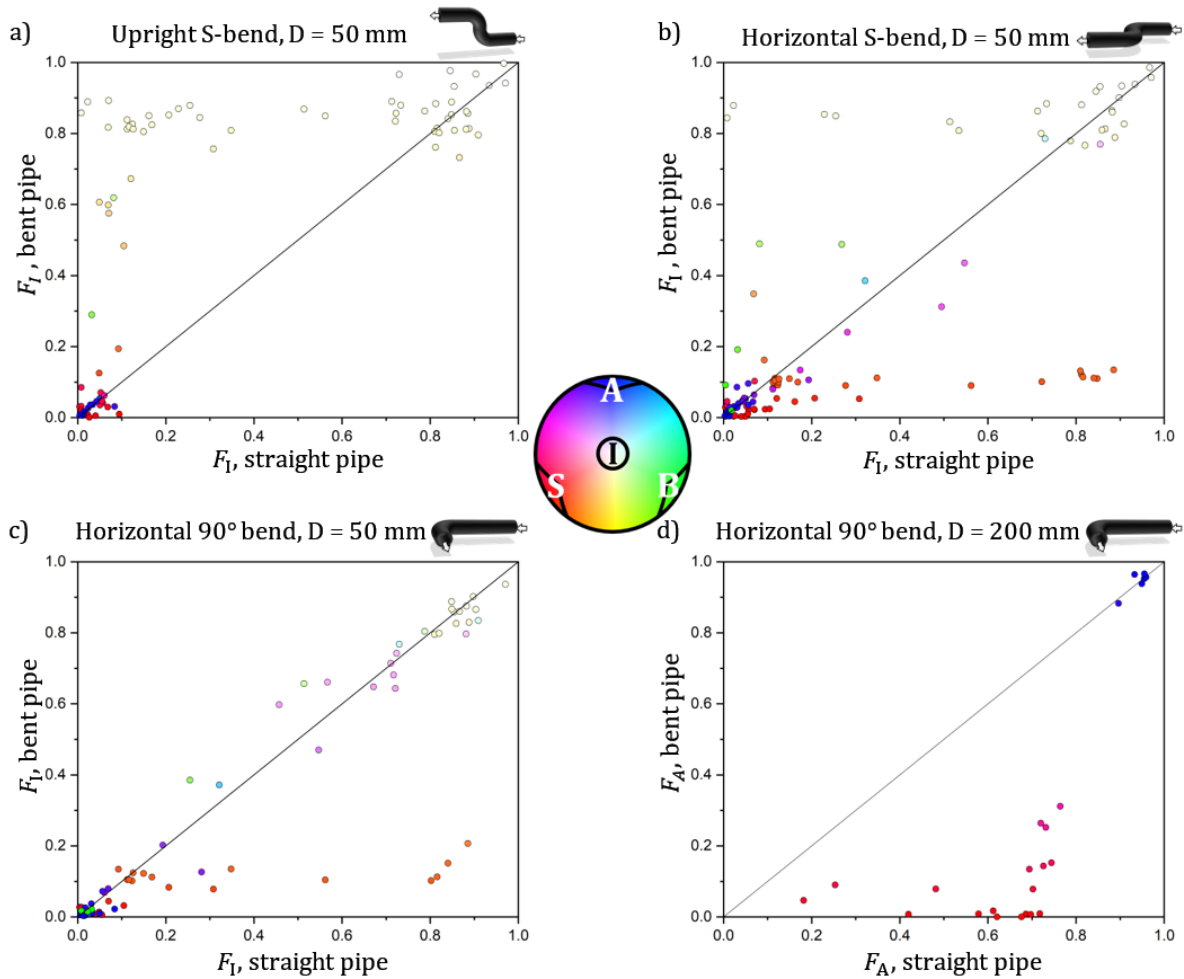 a) Upright S-bend, D = 50 mm
1.0
0.8
0.6
0.4
0.2
0.0
F_I, bent pipe
0.0 0.2 0.4 0.6 0.8 1.0
F_I, straight pipe
b) Horizontal S-bend, D = 50 mm
1.0
0.8
0.6
0.4
0.2
0.0
F_I, bent pipe
0.0 0.2 0.4 0.6 0.8 1.0
F_I, straight pipe
A
I
S B
c) Horizontal 90° bend, D = 50 mm
1.0
0.8
0.6
0.4
0.2
0.0
F_I, bent pipe
0.0 0.2 0.4 0.6 0.8 1.0
F_I, straight pipe
d) Horizontal 90° bend, D = 200 mm
1.0
0.8
0.6
0.4
0.2
0.0
F_A, bent pipe
0.0 0.2 0.4 0.6 0.8 1.0
F_A, straight pipe